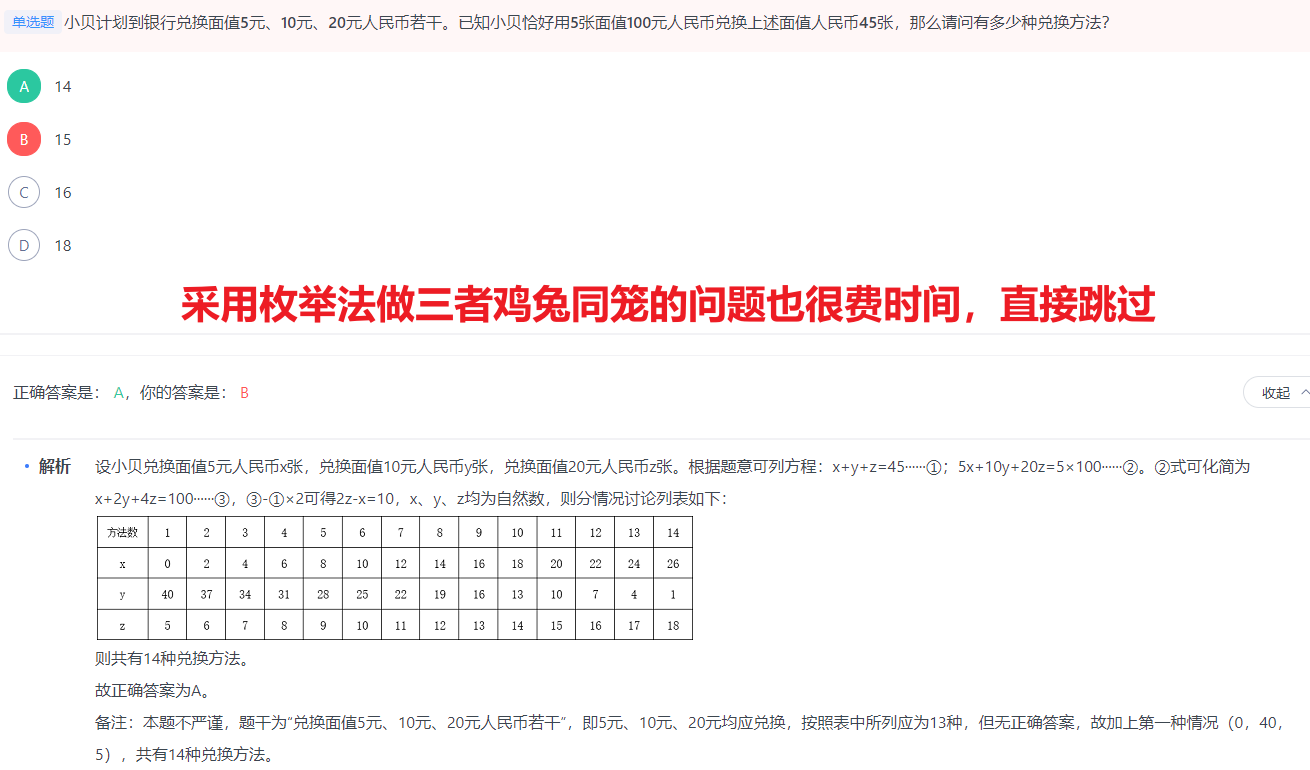 单选题 小贝计划到银行兑换面值5元、10元、20元人民币若干。已知小贝恰好用5张面值100元人民币兑换上述面值人民币45张，那么请问有多少种兑换方法？
A 14
B 15
C 16
D 18
采用枚举法做三者鸡兔同笼的问题也很费时间，直接跳过
正确答案是： A，你的答案是： B
收起
• 解析 设小贝兑换面值5元人民币x张，兑换面值10元人民币y张，兑换面值20元人民币z张。根据题意可列方程：x+y+z=45······①；5x+10y+20z=5×100······②。②式可化简为
x+2y+4z=100······③，③-①×2可得2z-x=10，x、y、z均为自然数，则分情况讨论列表如下：
方法数 1 2 3 4 5 6 7 8 9 10 11 12 13 14
x 0 2 4 6 8 10 12 14 16 18 20 22 24 26
y 40 37 34 31 28 25 22 19 16 13 10 7 4 1
z 5 6 7 8 9 10 11 12 13 14 15 16 17 18
则共有14种兑换方法。
故正确答案为A。
备注：本题不严谨，题干为“兑换面值5元、10元、20元人民币若干”，即5元、10元、20元均应兑换，按照表中所列应为13种，但无正确答案，故加上第一种情况（0，40，
5），共有14种兑换方法。